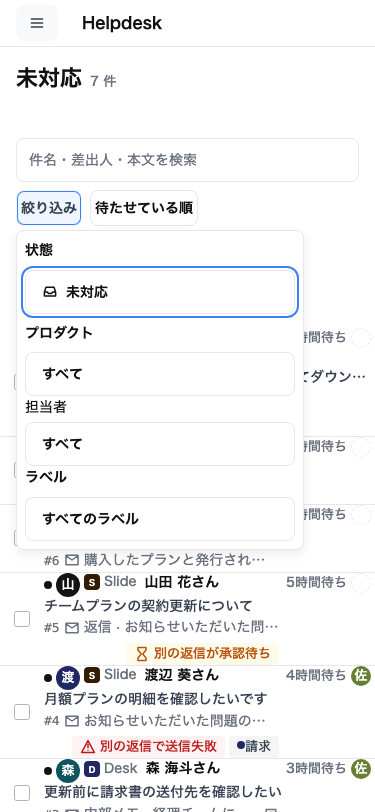 Helpdesk
未対応 7 件
件名・差出人・本文を検索
絞り込み 待たせている順
状態
未対応
時間待ち
プロダクト
すべて
てダウン…
担当者
すべて
時間待ち
ラベル
すべてのラベル
時間待ち
#6 購入したプランと発行され…
山 S Slide 山田 花さん 5時間待ち
チームプランの契約更新について
#5 返信 · お知らせいただいた問…
別の返信が承認待ち
渡 S Slide 渡辺 葵さん 4時間待ち 佐
月額プランの明細を確認したいです
#4 お知らせいただいた問題の…
別の返信で送信失敗 請求
森 D Desk 森 海斗さん 3時間待ち 佐
更新前に請求書の送付先を確認したい